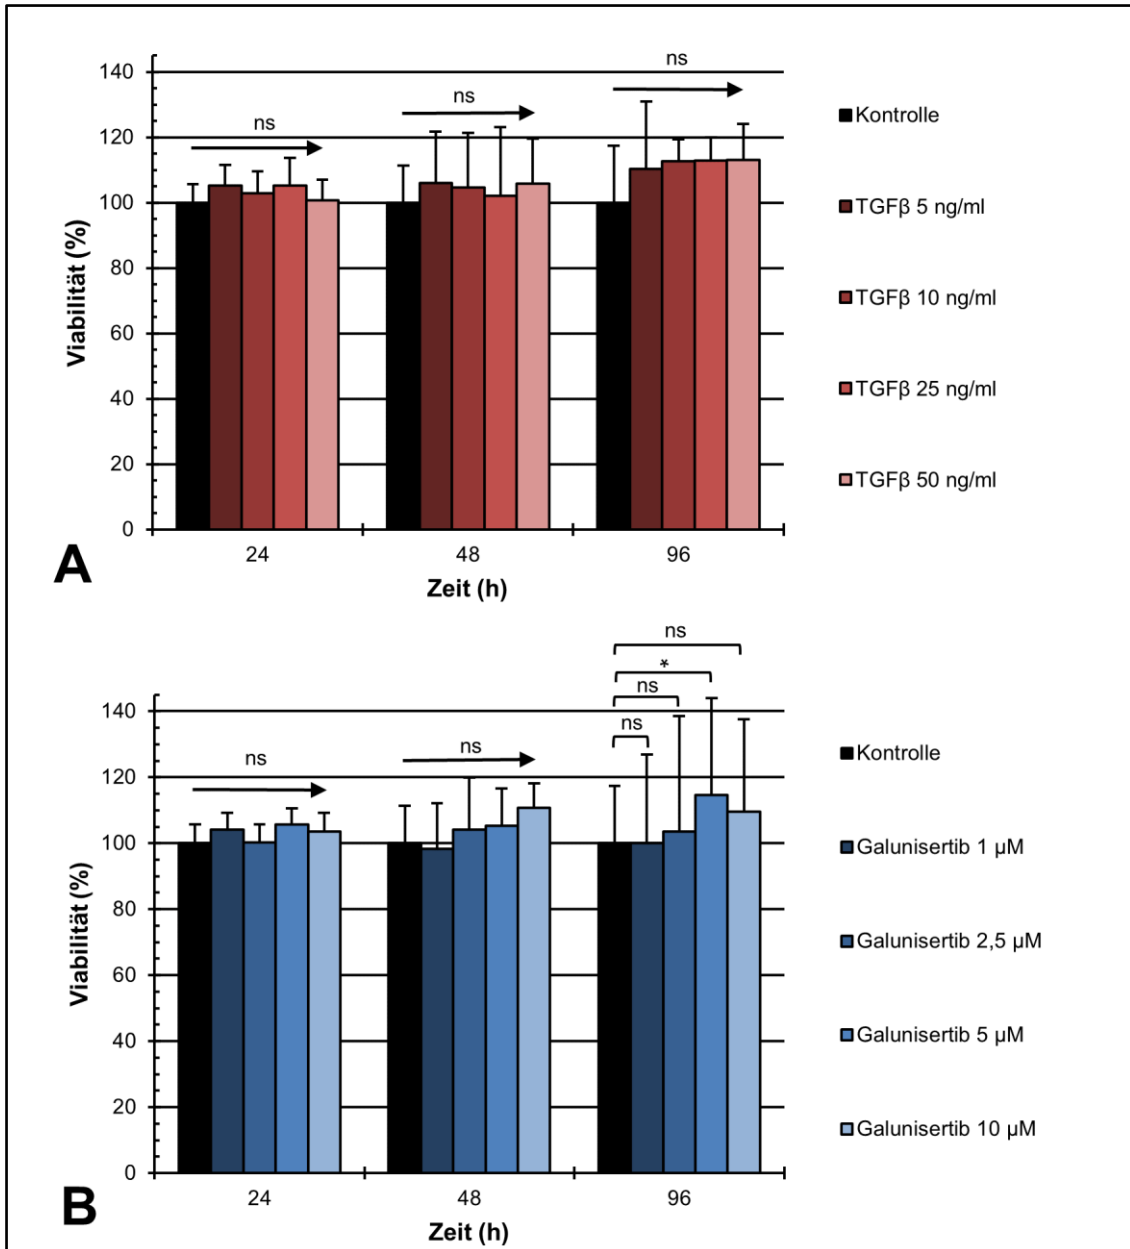 140
120
100
80
60
40
20
0
Viabilität (%)
ns
ns
ns
24
48
96
Zeit (h)
A
Kontrolle
TGFβ 5 ng/ml
TGFβ 10 ng/ml
TGFβ 25 ng/ml
TGFβ 50 ng/ml
140
120
100
80
60
40
20
0
Viabilität (%)
ns
ns
ns
*
ns
ns
24
48
96
Zeit (h)
B
Kontrolle
Galunisertib 1 µM
Galunisertib 2,5 µM
Galunisertib 5 µM
Galunisertib 10 µM